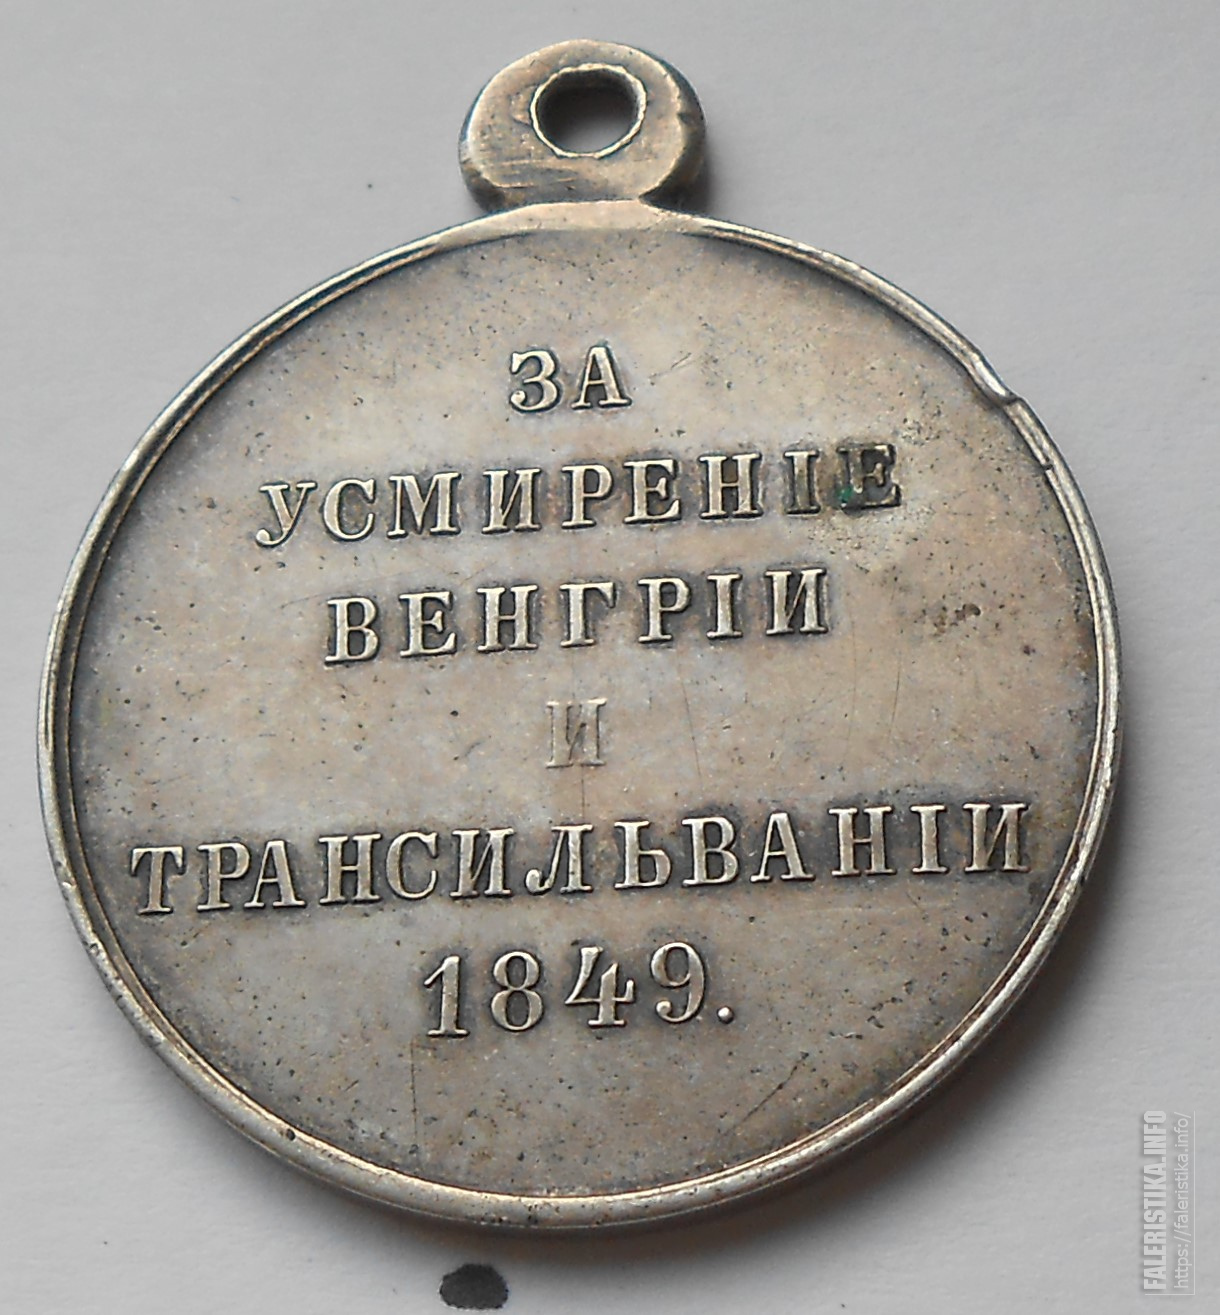 ЗА
УСМИРЕНІЕ
ВЕНГРІИ
И
ТРАНСИЛЬВАНІИ
1849.
FALERISTIKA.INFO
https://faleristika.info/